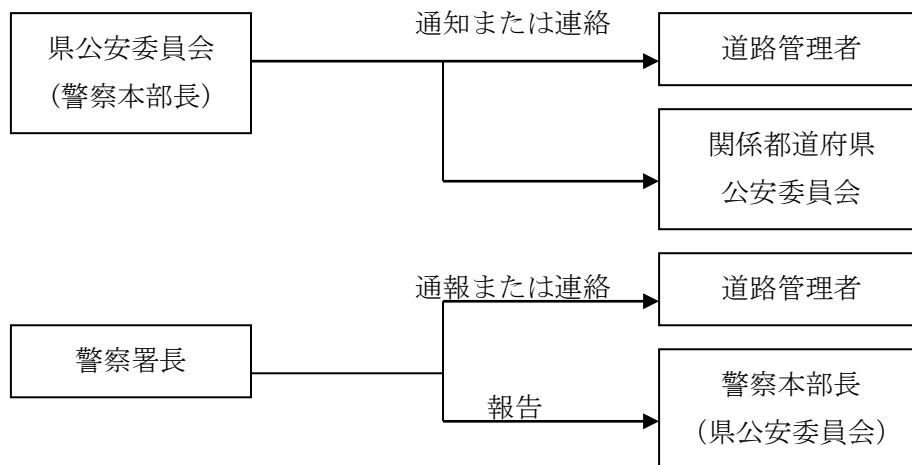 県公安委員会
（警察本部長）
通知または連絡
道路管理者
関係都道府県
公安委員会
警察署長
通報または連絡
道路管理者
報告
警察本部長
（県公安委員会）